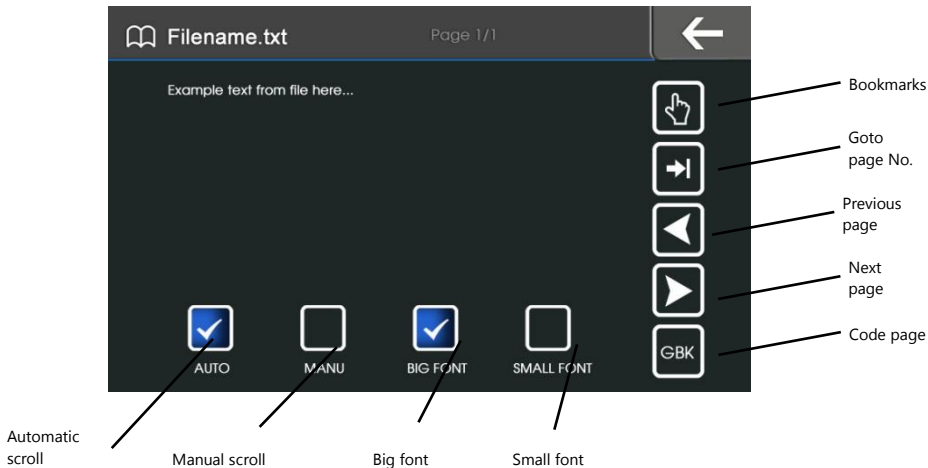 Filename.txt
Page 1/1
Example text from file here...
Bookmarks
Goto
page No.
Previous
page
Next
page
GBK
Code page
AUTO
MANU
BIG FONT
SMALL FONT
Automatic
scroll
Manual scroll
Big font
Small font